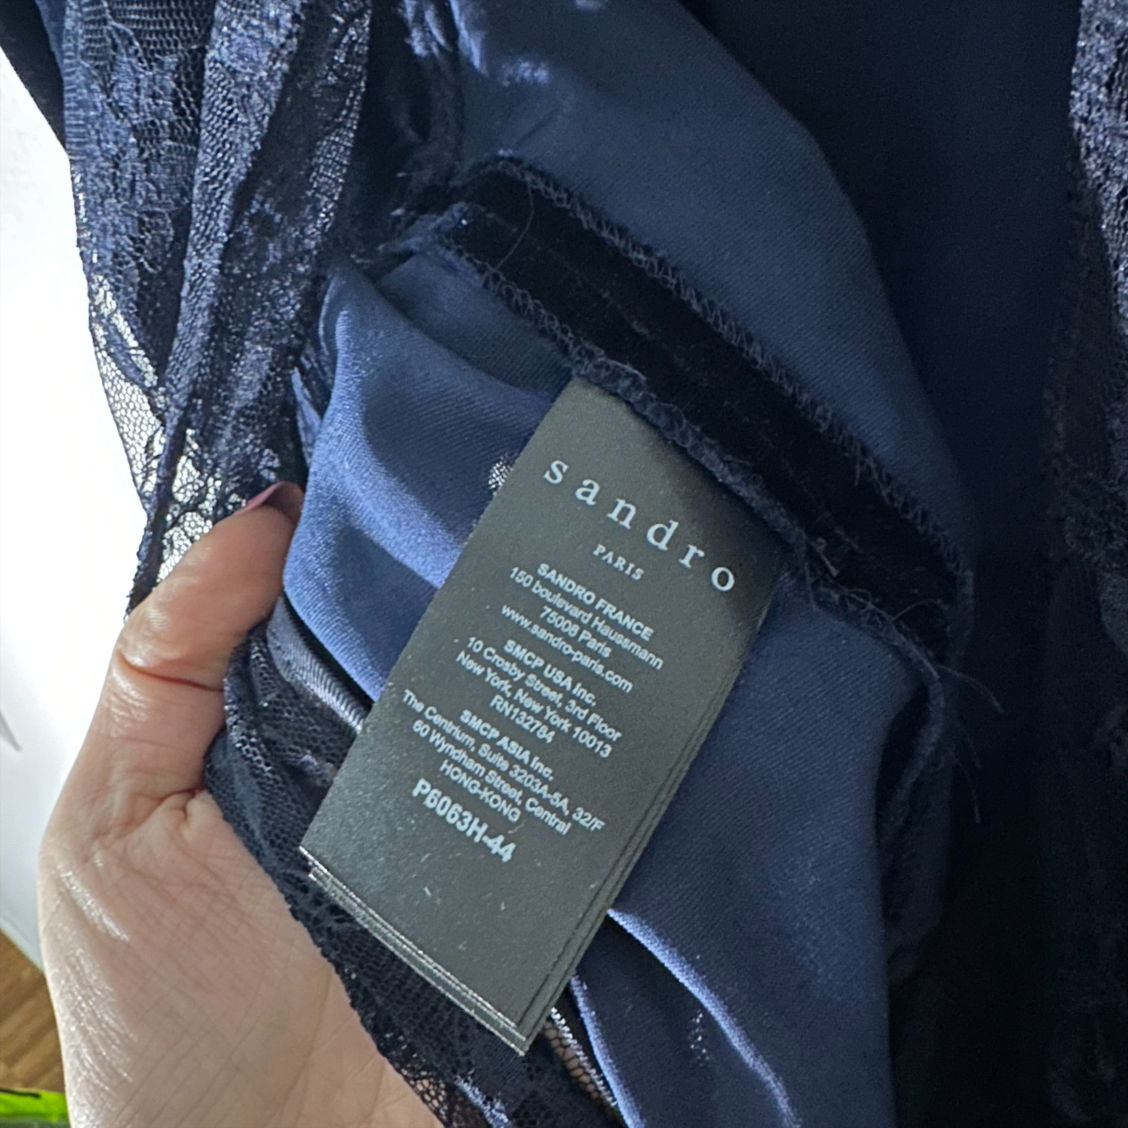 sandro
PARIS
SANDRO FRANCE
150 boulevard Haussmann
75008 Paris
www.sandro-paris.com
SMCP USA Inc.
10 Crosby Street, 3rd Floor
New York, New York 10013
RN132784
SMCP ASIA Inc.
The Centrium, Suite 3203A-5A, 32/F
60 Wyndham Street, Central
HONG-KONG
P6063H-44